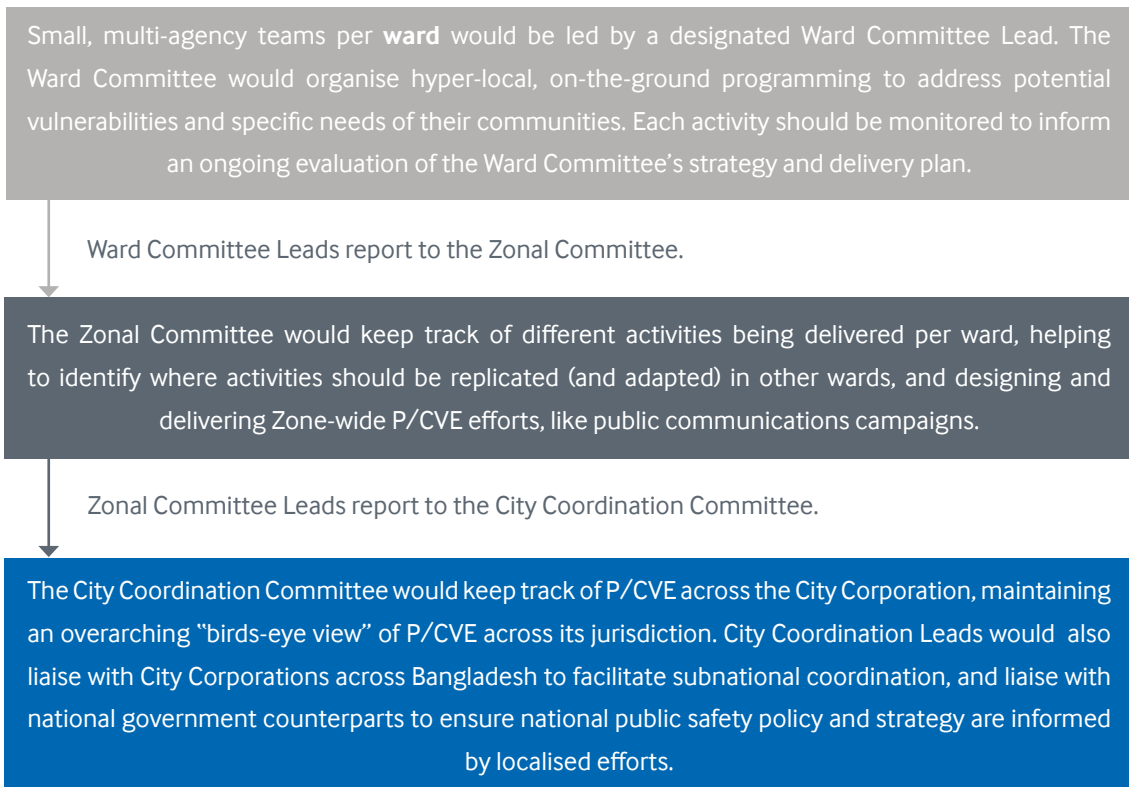 Small, multi-agency teams per ward would be led by a designated Ward Committee Lead. The
Ward Committee would organise hyper-local, on-the-ground programming to address potential
vulnerabilities and specific needs of their communities. Each activity should be monitored to inform
an ongoing evaluation of the Ward Committee’s strategy and delivery plan.
Ward Committee Leads report to the Zonal Committee.
The Zonal Committee would keep track of different activities being delivered per ward, helping
to identify where activities should be replicated (and adapted) in other wards, and designing and
delivering Zone-wide P/CVE efforts, like public communications campaigns.
Zonal Committee Leads report to the City Coordination Committee.
The City Coordination Committee would keep track of P/CVE across the City Corporation, maintaining
an overarching “birds-eye view” of P/CVE across its jurisdiction. City Coordination Leads would also
liaise with City Corporations across Bangladesh to facilitate subnational coordination, and liaise with
national government counterparts to ensure national public safety policy and strategy are informed
by localised efforts.